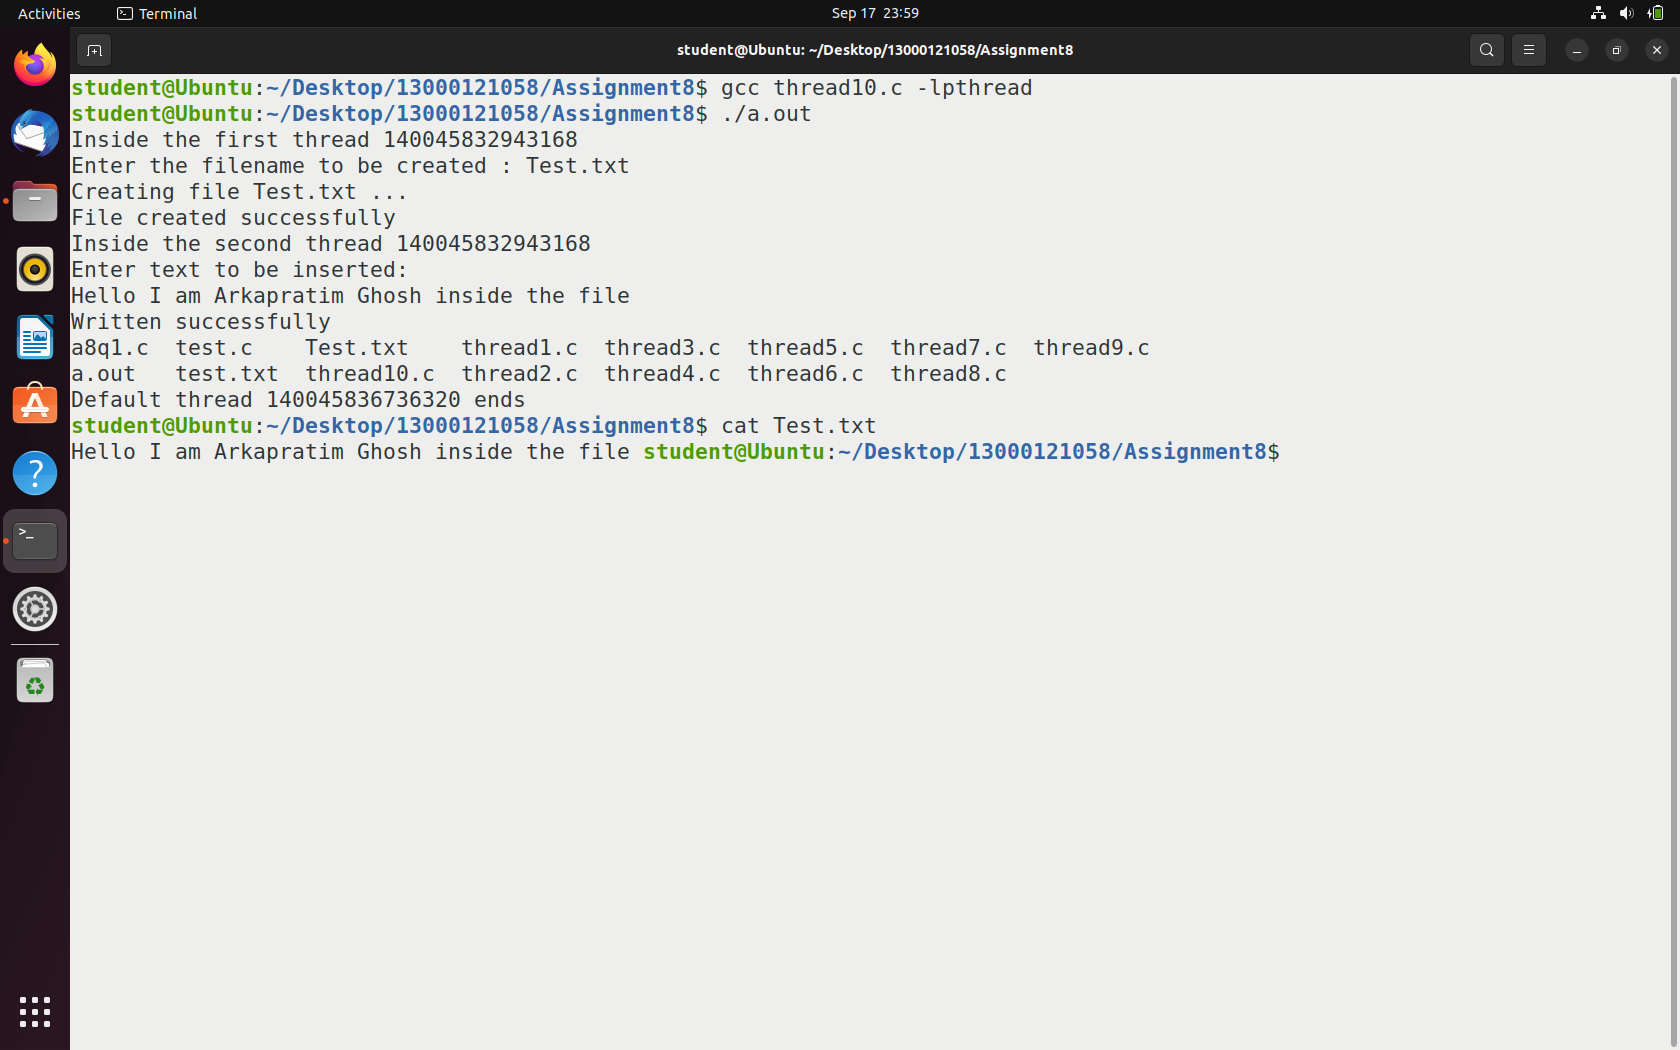 Activities Terminal Sep 17 23:59
student@Ubuntu: ~/Desktop/13000121058/Assignment8
student@Ubuntu:~/Desktop/13000121058/Assignment8$ gcc thread10.c -lpthread
student@Ubuntu:~/Desktop/13000121058/Assignment8$ ./a.out
Inside the first thread 140045832943168
Enter the filename to be created : Test.txt
Creating file Test.txt ...
File created successfully
Inside the second thread 140045832943168
Enter text to be inserted:
Hello I am Arkapratim Ghosh inside the file
Written successfully
a8q1.c  test.c    Test.txt    thread1.c  thread3.c  thread5.c  thread7.c  thread9.c
a.out   test.txt  thread10.c  thread2.c  thread4.c  thread6.c  thread8.c
Default thread 140045836736320 ends
student@Ubuntu:~/Desktop/13000121058/Assignment8$ cat Test.txt
Hello I am Arkapratim Ghosh inside the file student@Ubuntu:~/Desktop/13000121058/Assignment8$